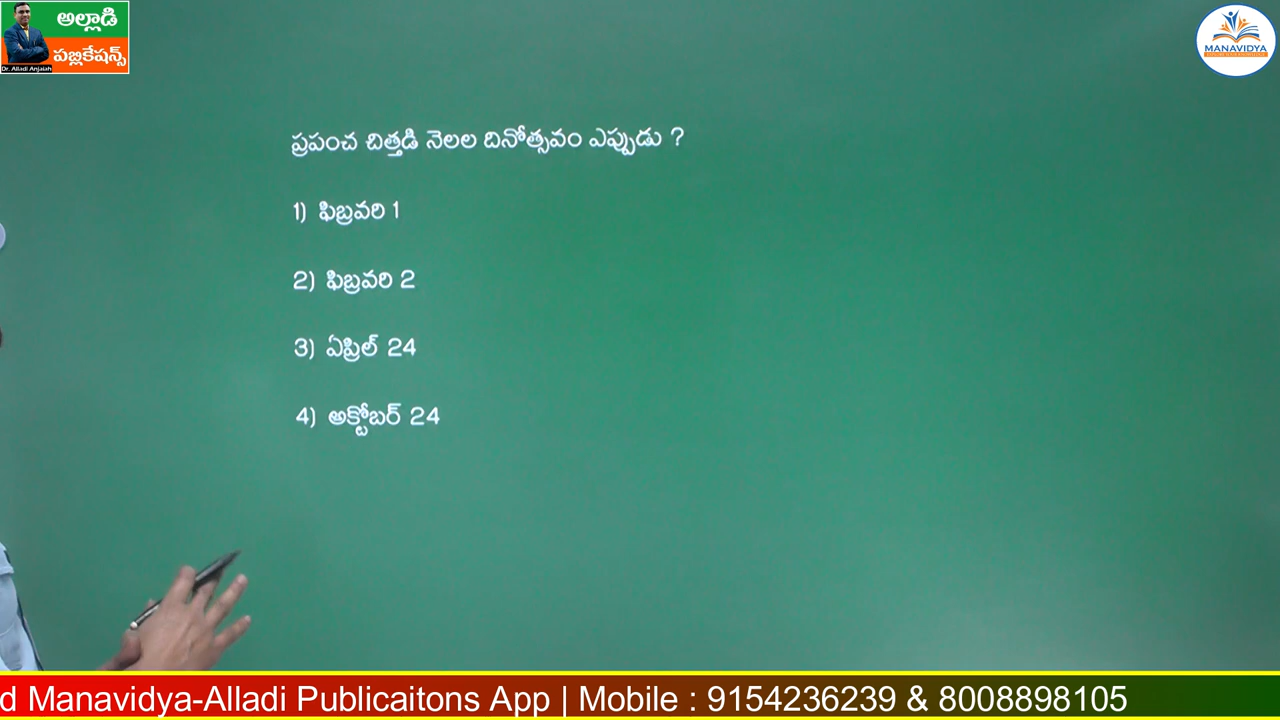 అల్లాడి
పబ్లికేషన్స్
Dr. Alladi Anjaiah
MANAVIDYA
ప్రపంచ చిత్తడి నెలల దినోత్సవం ఎప్పుడు ?
1) ఫిబ్రవరి 1
2) ఫిబ్రవరి 2
3) ఏప్రిల్ 24
4) అక్టోబర్ 24
d Manavidya-Alladi Publicaitons App | Mobile : 9154236239 & 8008898105